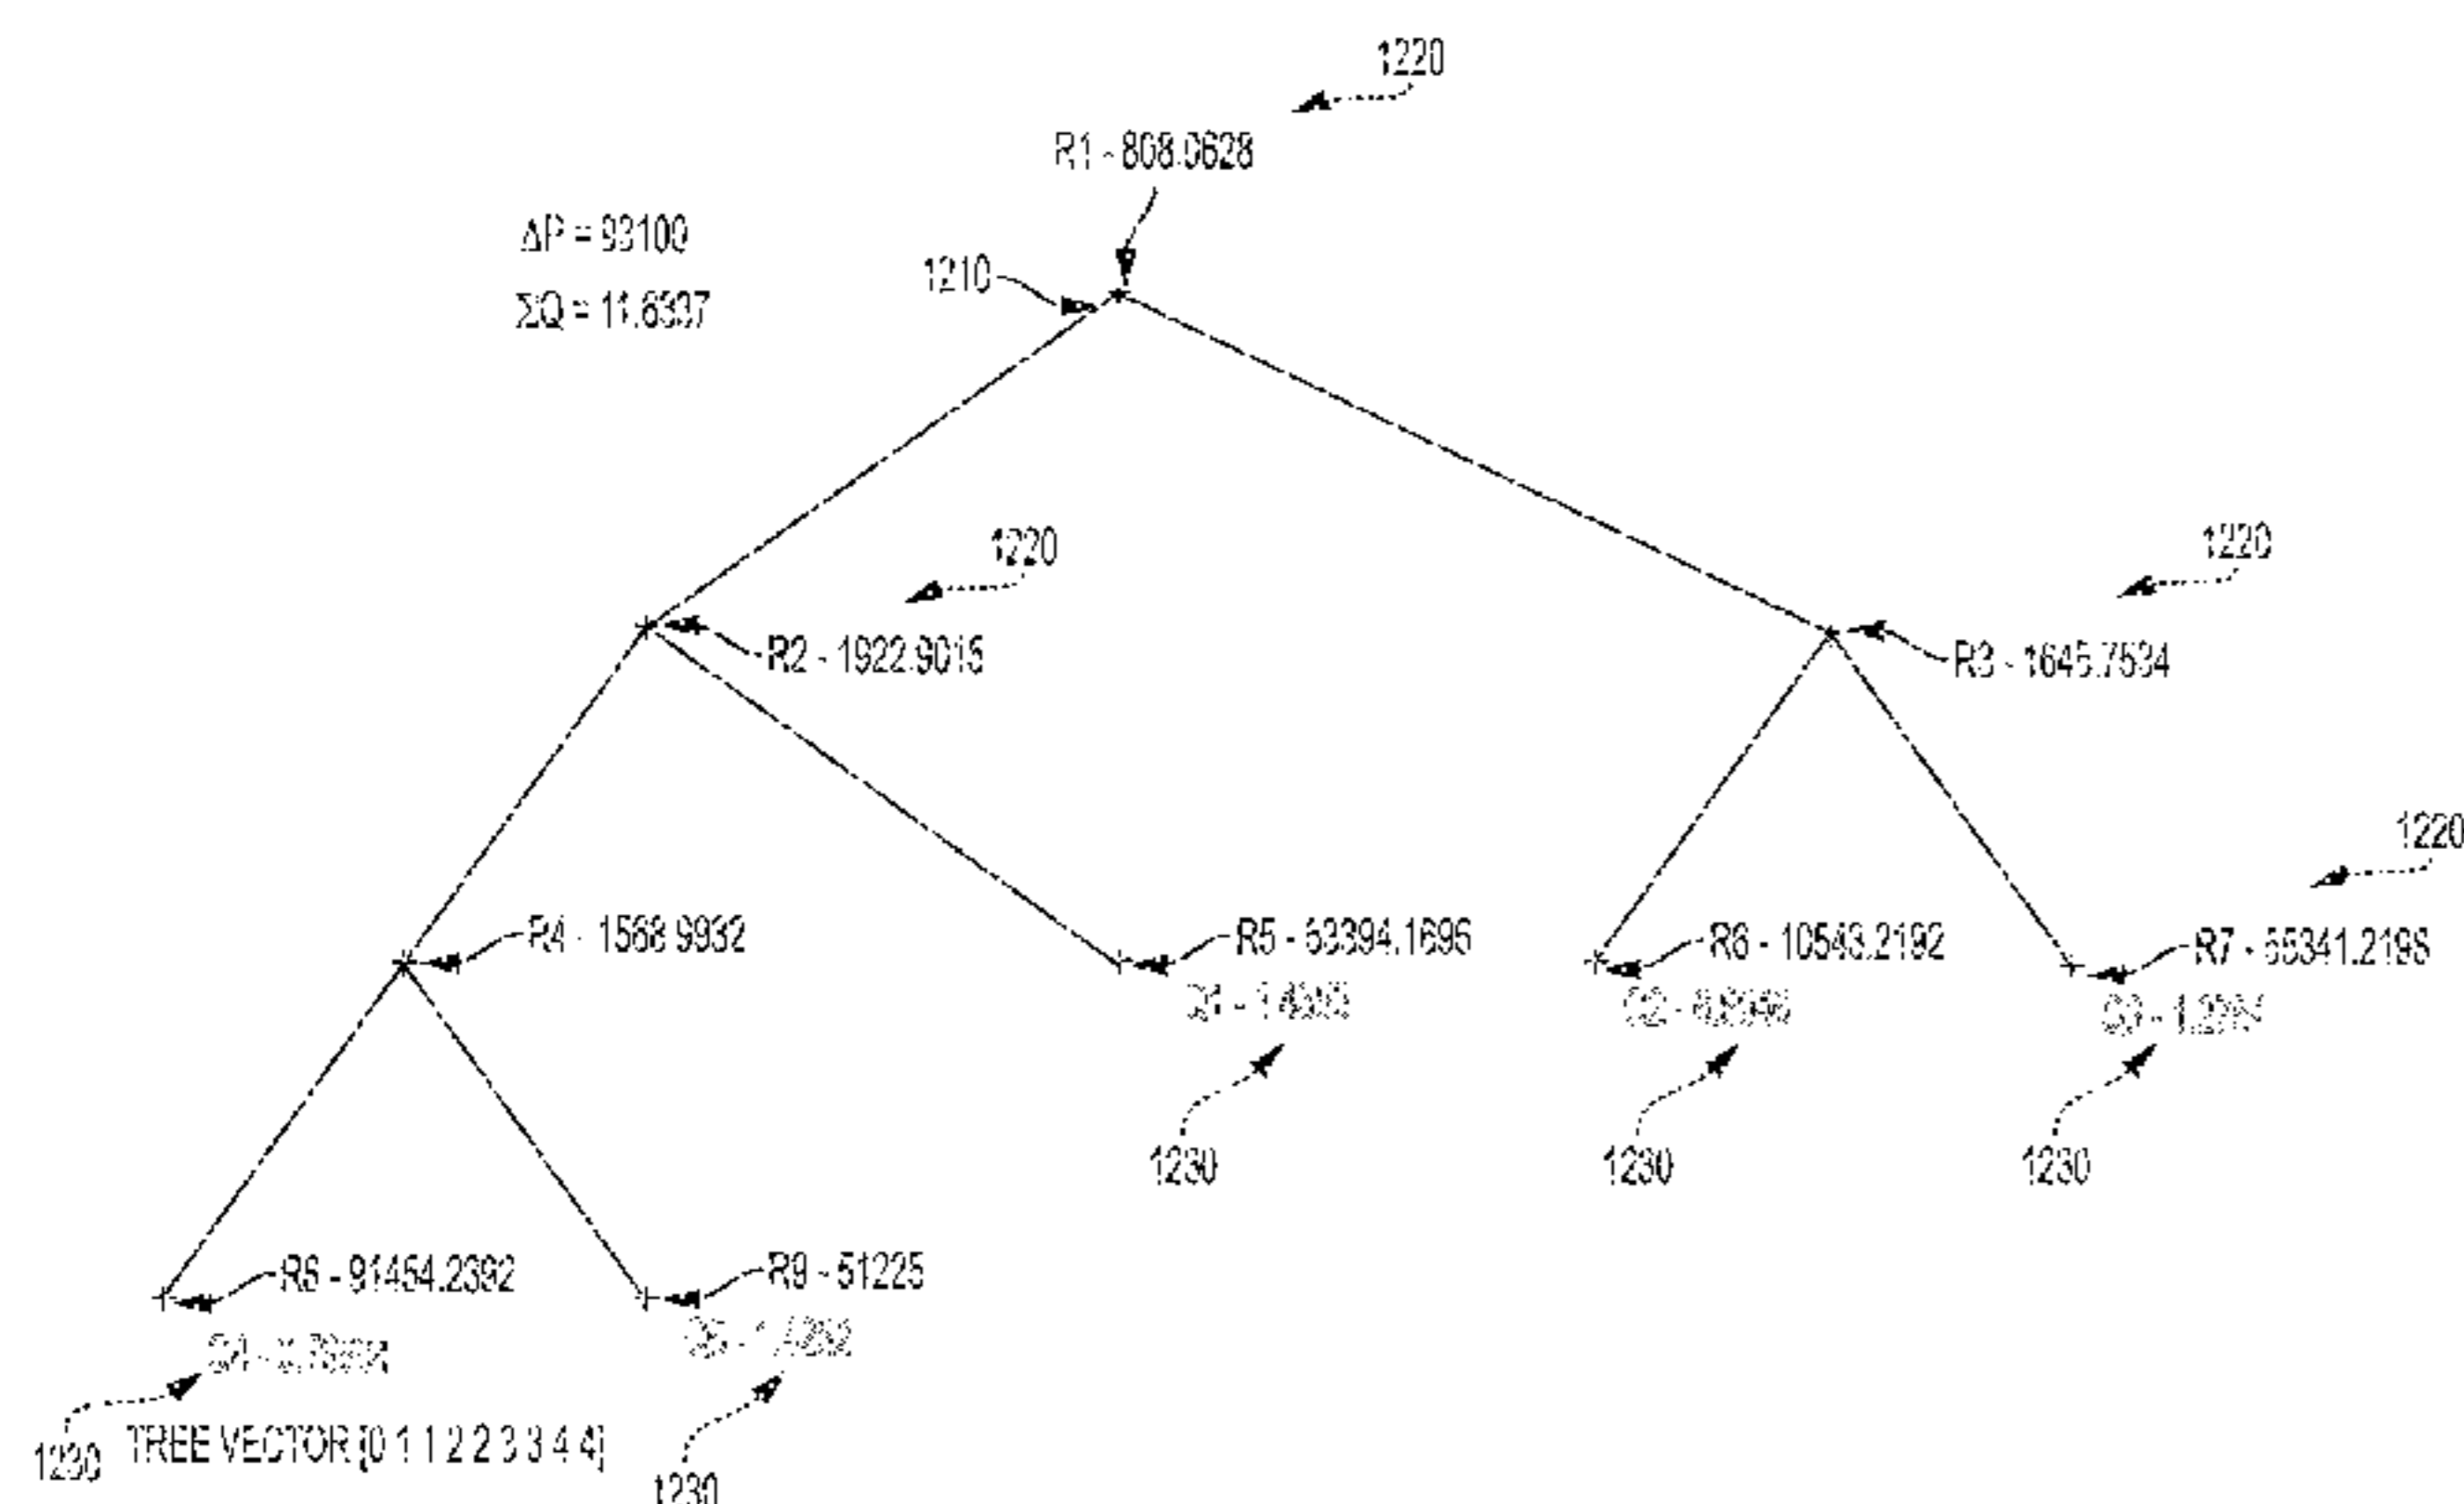 1220
R1 - 808.0628
ΔP = 93100
ΣQ = 11.6337
1210
1220
1220
R2 - 1922.9015
R3 - 1645.7534
1220
R4 - 1568.9932
R5 - 53394.1696
R6 - 10543.2192
R7 - 55341.2198
1230
1230
1230
R8 - 91454.2392
R9 - 51225
1230
TREE VECTOR [0 1 1 2 2 3 3 4 4]
1230